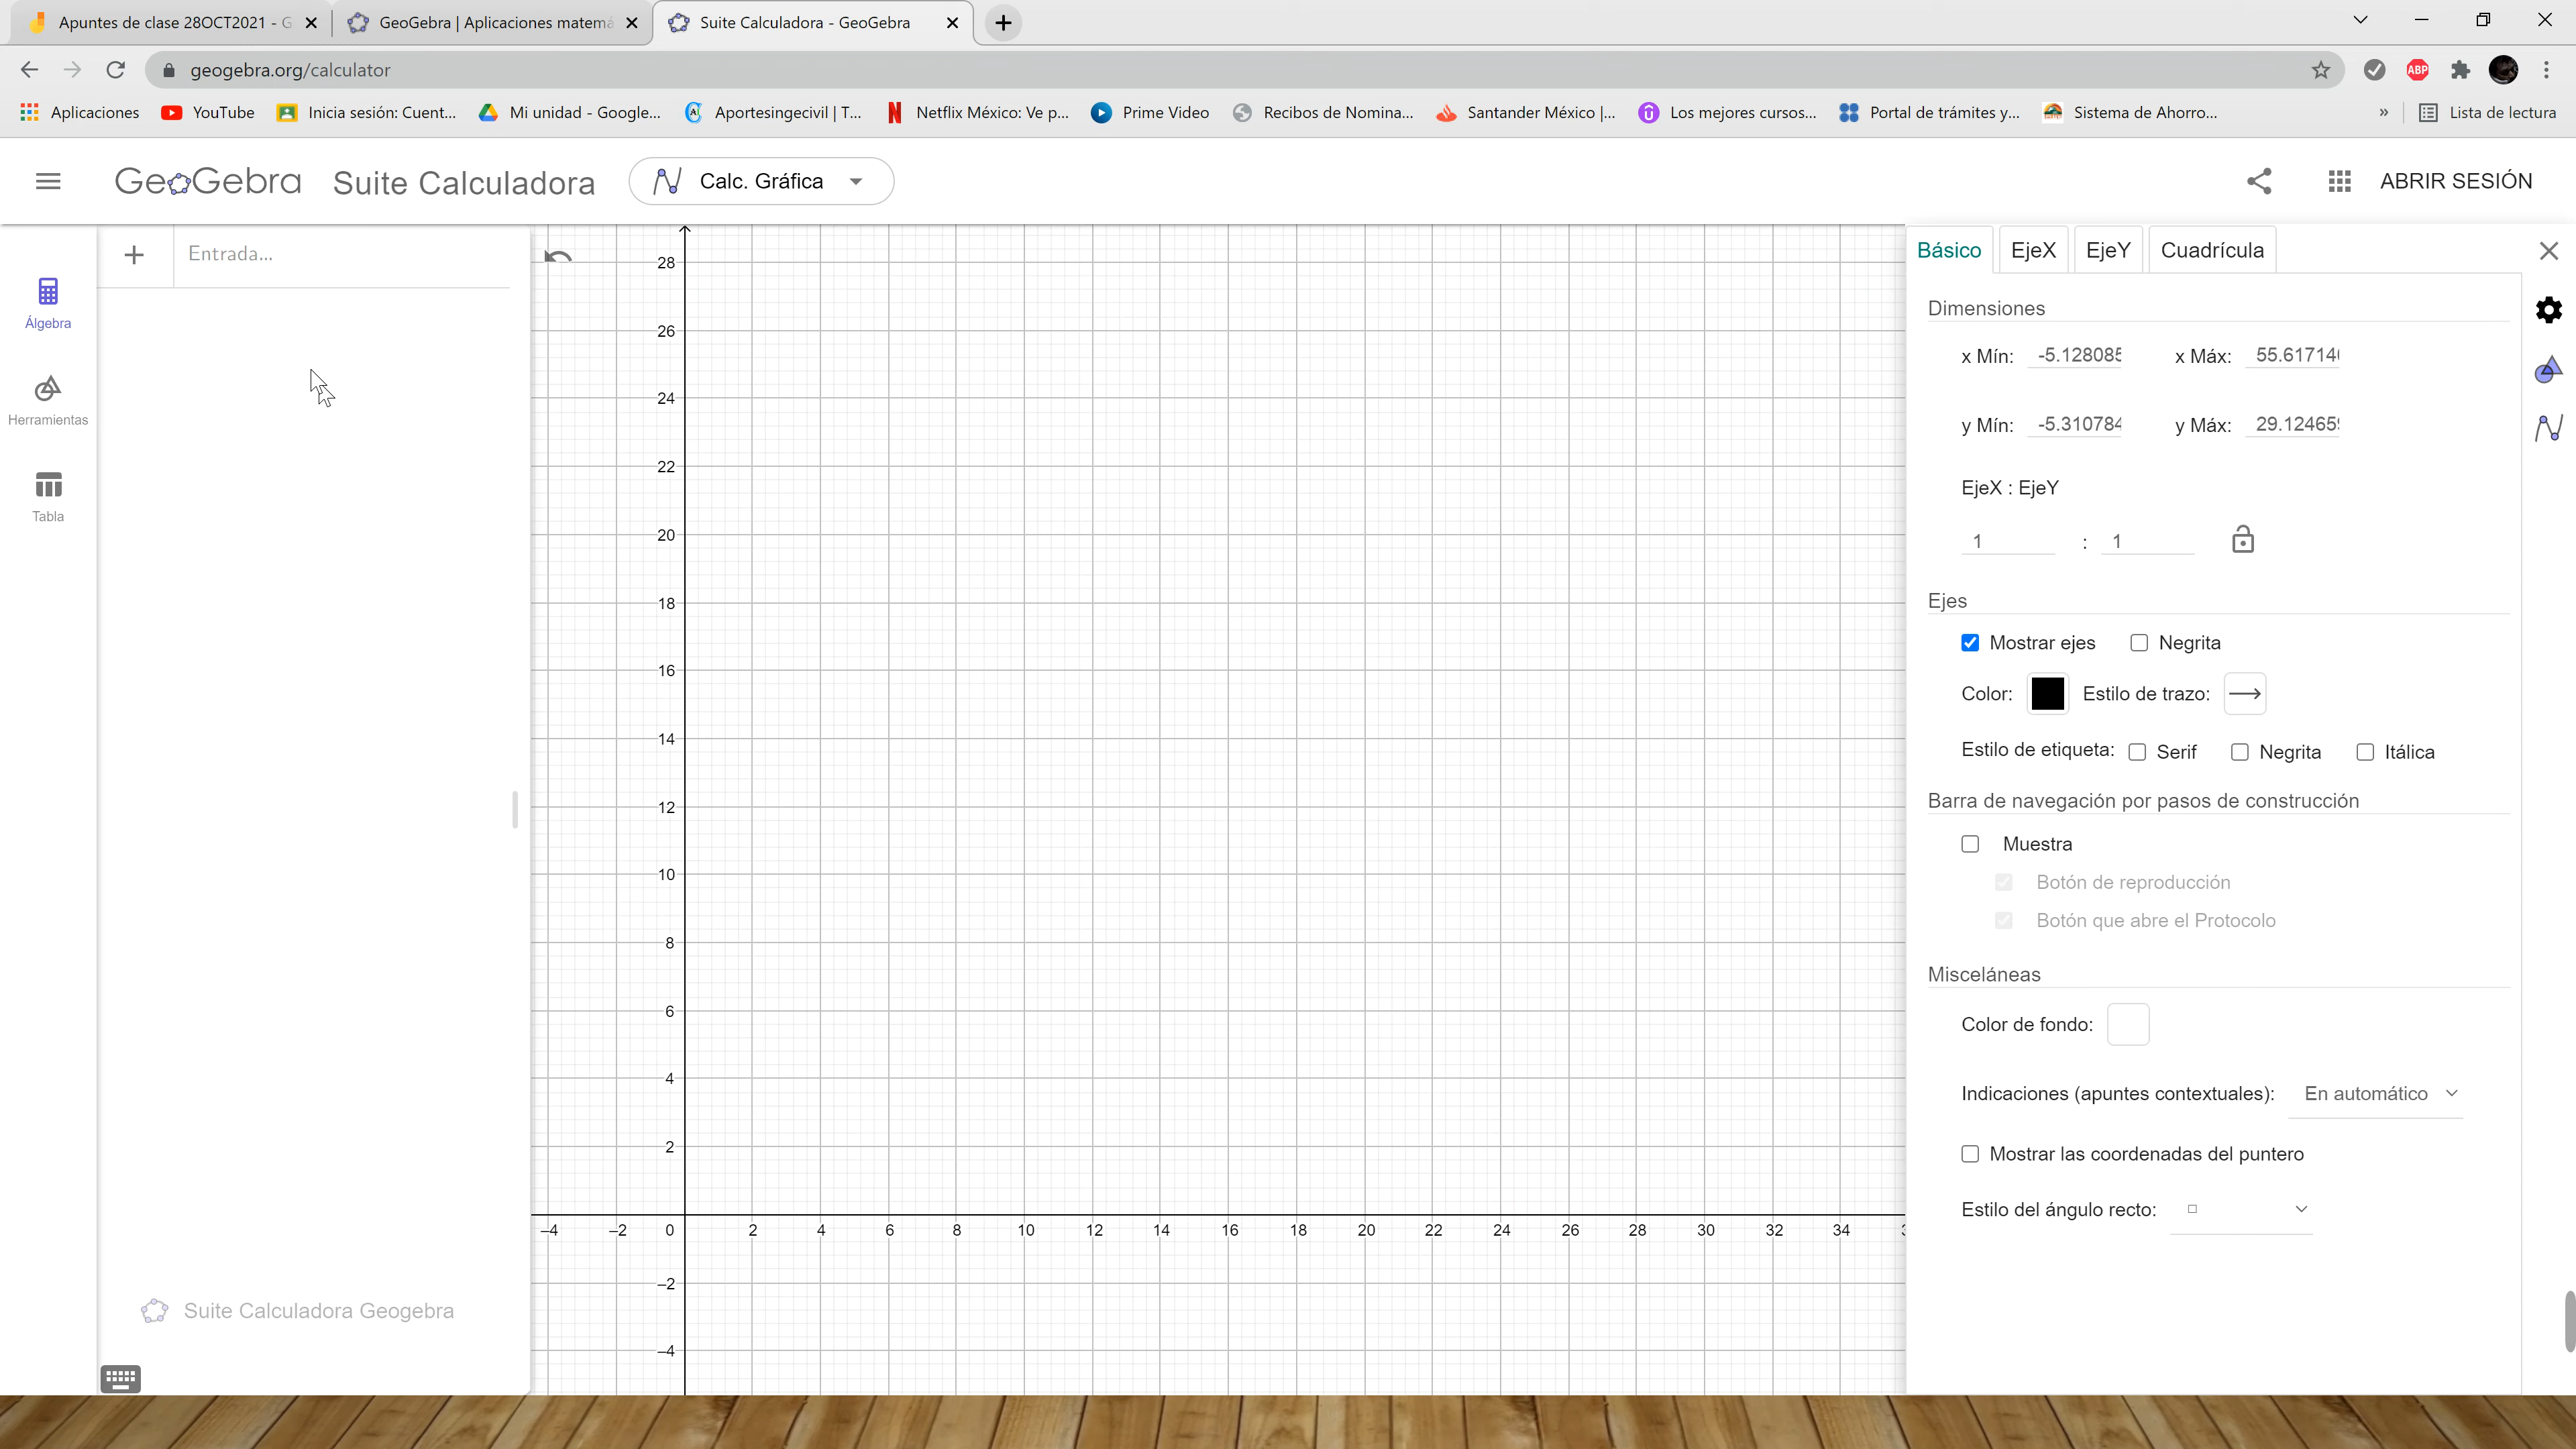 Apuntes de clase 28OCT2021 - G
GeoGebra | Aplicaciones matemá
Suite Calculadora - GeoGebra
geogebra.org/calculator
ABP
Aplicaciones
YouTube
Inicia sesión: Cuent...
Mi unidad - Google...
Aportesingecivil | T...
Netflix México: Ve p...
Prime Video
Recibos de Nomina...
Santander México |...
Los mejores cursos...
Portal de trámites y...
Sistema de Ahorro...
»
Lista de lectura
GeoGebra
Suite Calculadora
Calc. Gráfica
ABRIR SESIÓN
Álgebra
Herramientas
Tabla
Entrada...
Suite Calculadora Geogebra
28
26
24
22
20
18
16
14
12
10
8
6
4
2
–4 –2 0 2 4 6 8 10 12 14 16 18 20 22 24 26 28 30 32 34
–2
–4
Básico EjeX EjeY Cuadrícula
Dimensiones
x Mín: -5.128085 x Máx: 55.61714
y Mín: -5.310784 y Máx: 29.124659
EjeX : EjeY
1 : 1
Ejes
Mostrar ejes Negrita
Color: Estilo de trazo:
Estilo de etiqueta: Serif Negrita Itálica
Barra de navegación por pasos de construcción
Muestra
Botón de reproducción
Botón que abre el Protocolo
Misceláneas
Color de fondo:
Indicaciones (apuntes contextuales): En automático
Mostrar las coordenadas del puntero
Estilo del ángulo recto: